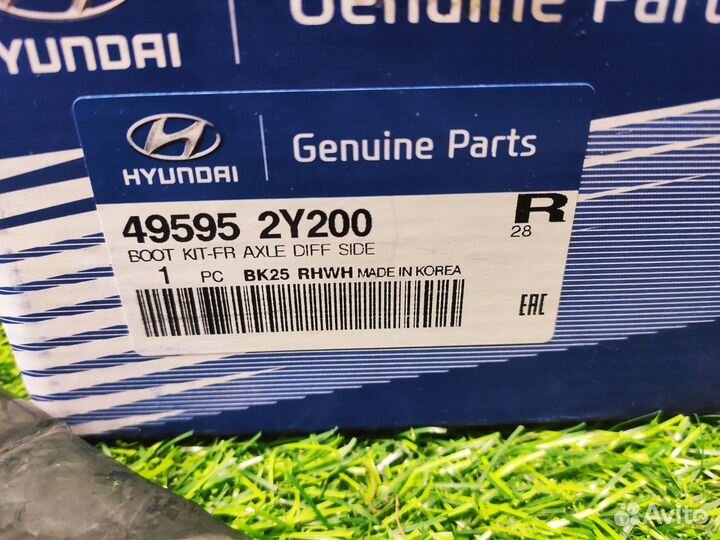 HYUNDAI
Genuine Part
HYUNDAI
Genuine Parts
49595 2Y200
R
28
BOOT KIT-FR AXLE DIFF SIDE
1 PC BK25 RHWH MADE IN KOREA
EAC
Avito